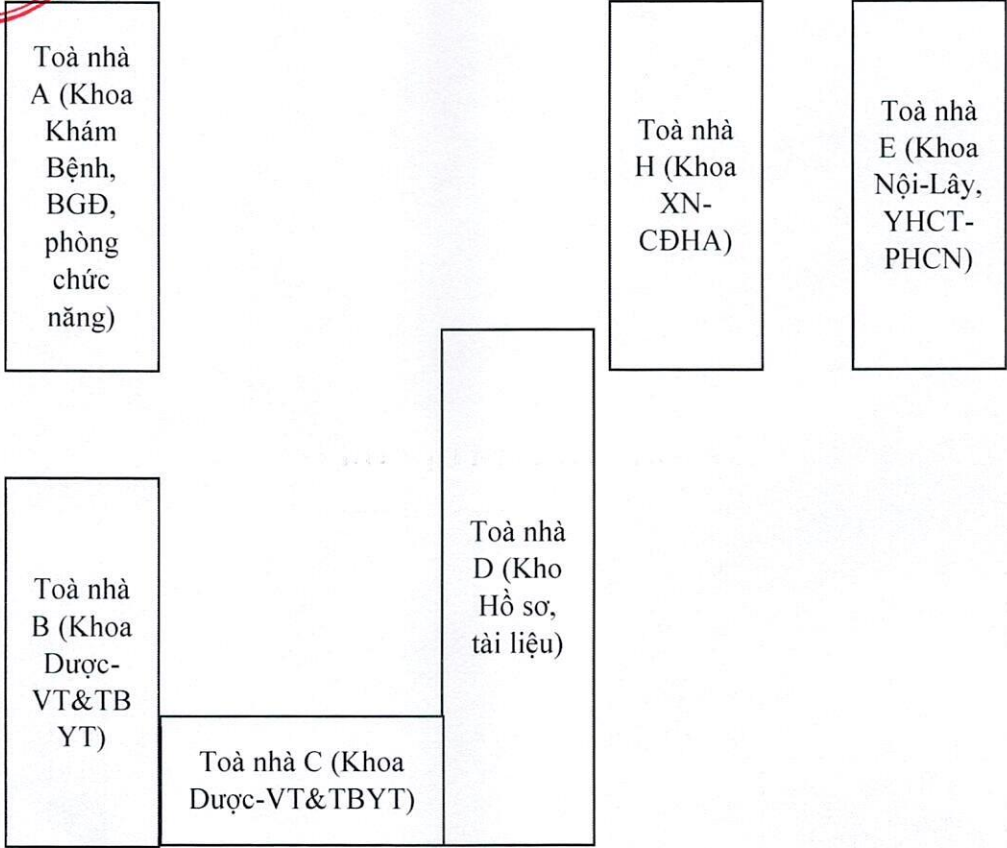 Toà nhà
A (Khoa
Khám
Bệnh,
BGĐ,
phòng
chức
năng)
Toà nhà
H (Khoa
XN-
CĐHA)
Toà nhà
E (Khoa
Nội-Lây,
YHCT-
PHCN)
Toà nhà
B (Khoa
Dược-
VT&TB
YT)
Toà nhà C (Khoa
Dược-VT&TBYT)
Toà nhà
D (Kho
Hồ sơ,
tài liệu)